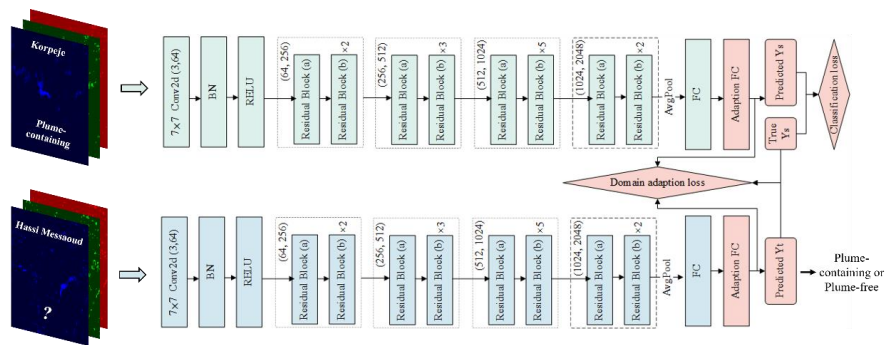 Korpeje
Plume-
containing
7×7 Conv2d (3,64)
BN
RELU
(64, 256)
Residual Block (a)
Residual Block (b)
×2
(256, 512)
Residual Block (a)
Residual Block (b)
×3
(512, 1024)
Residual Block (a)
Residual Block (b)
×5
(1024, 2048)
Residual Block (a)
Residual Block (b)
×2
AvgPool
FC
Adaption FC
Predicted Ys
True
Ys
Classification loss
Domain adaption loss
Hassi Messaoud
?
7×7 Conv2d (3,64)
BN
RELU
(64, 256)
Residual Block (a)
Residual Block (b)
×2
(256, 512)
Residual Block (a)
Residual Block (b)
×3
(512, 1024)
Residual Block (a)
Residual Block (b)
×5
(1024, 2048)
Residual Block (a)
Residual Block (b)
×2
AvgPool
FC
Adaption FC
Predicted Yt
Plume-
containing or
Plume-free